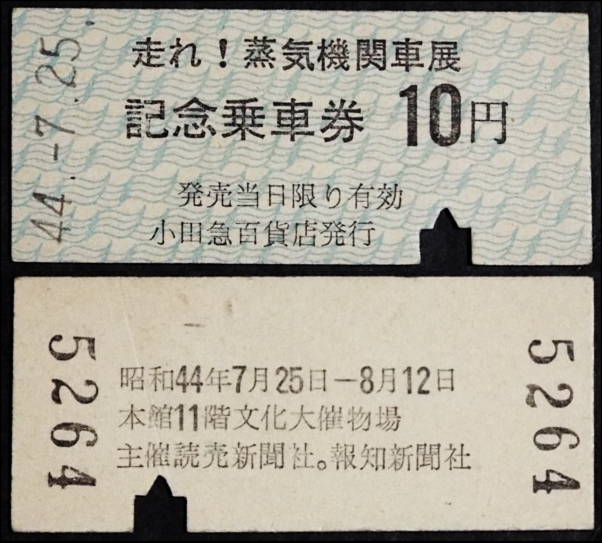 44.-7.25.
走れ！蒸気機関車展
記念乗車券 10円
発売当日限り有効
小田急百貨店発行
5264
昭和44年7月25日－8月12日
本館11階文化大催物場
主催読売新聞社。報知新聞社
5264